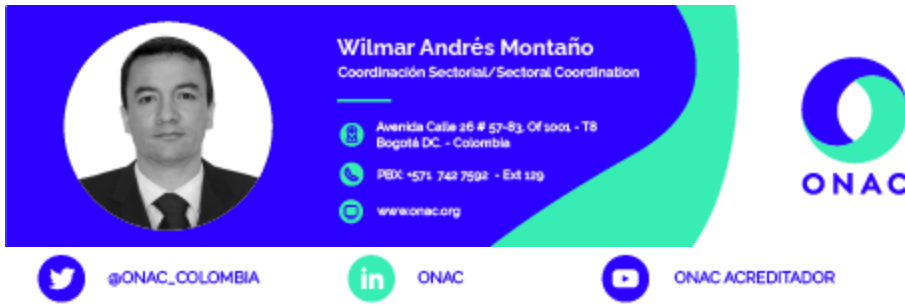 Wilmar Andrés Montaño
Coordinación Sectorial/Sectoral Coordination
Avenida Calle 26 # 57-83, Of 1001 - T8
Bogotá DC. - Colombia
PBX: +571 742 7592 - Ext 129
www.onac.org
ONAC
@ONAC_COLOMBIA
in
ONAC
ONAC ACREDITADOR